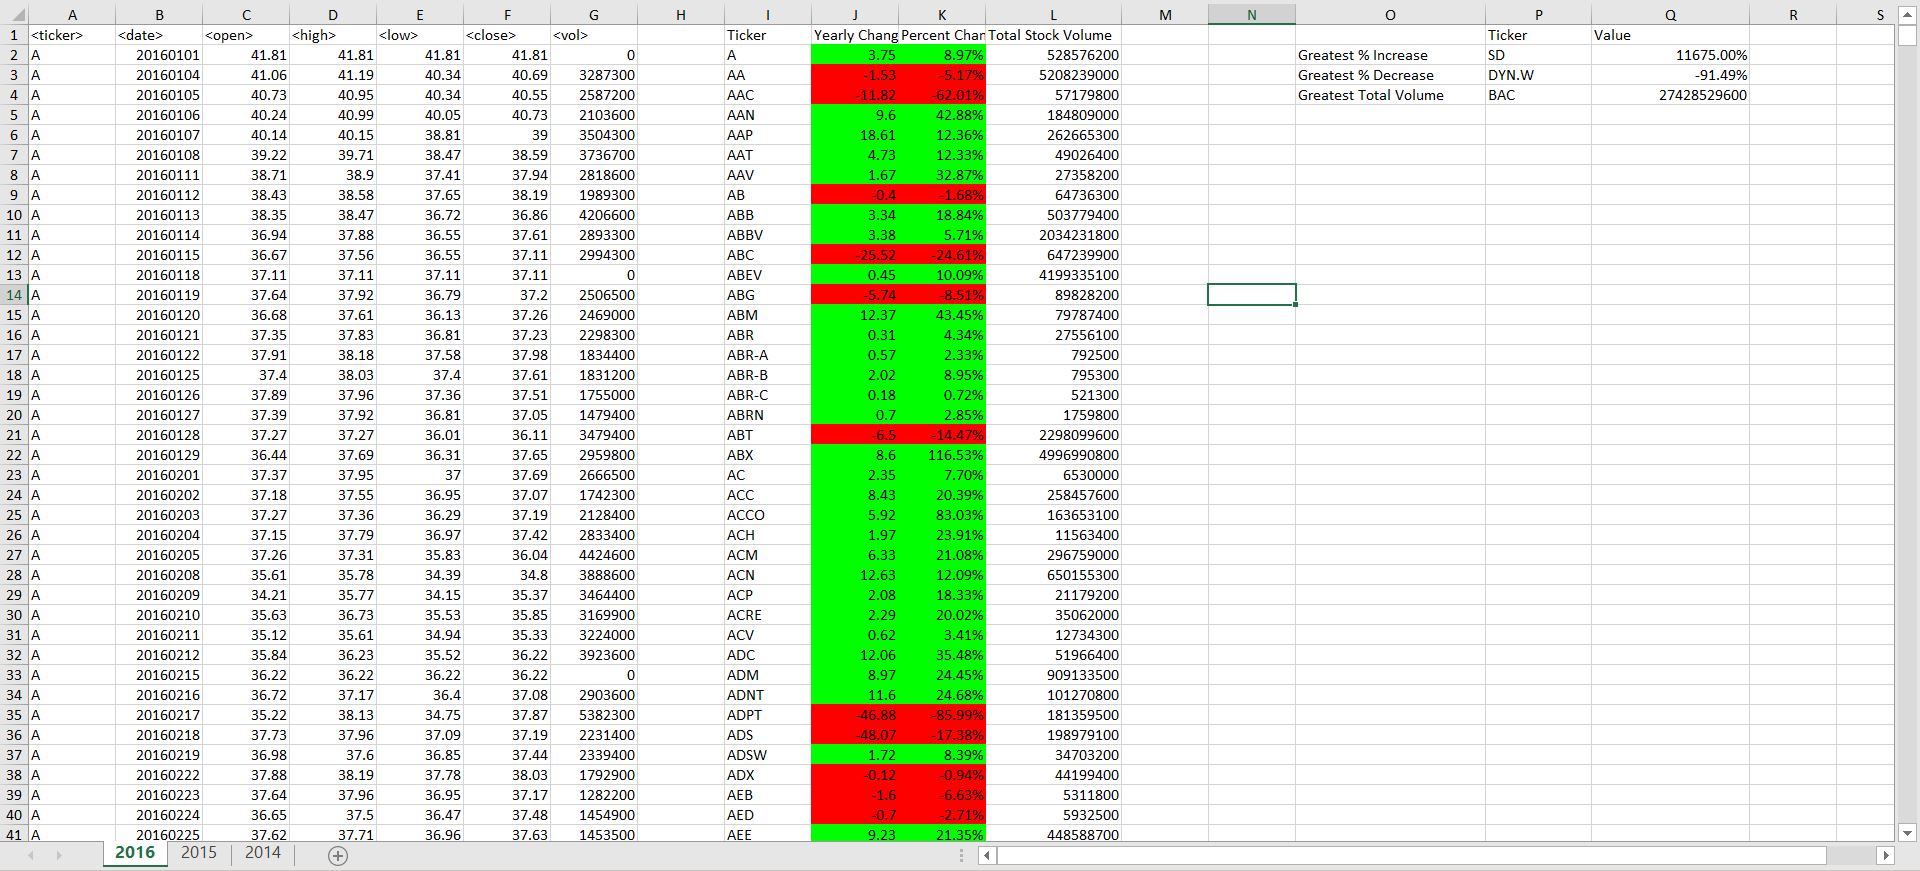 A B C D E F G H I J K L M N O P Q R S
1 <ticker> <date> <open> <high> <low> <close> <vol> Ticker Yearly Chang Percent Chan Total Stock Volume Ticker Value
2 A 20160101 41.81 41.81 41.81 41.81 0 A 3.75 8.97% 528576200 Greatest % Increase SD 11675.00%
3 A 20160104 41.06 41.19 40.34 40.69 3287300 AA -1.53 -5.17% 5208239000 Greatest % Decrease DYN.W -91.49%
4 A 20160105 40.73 40.95 40.34 40.55 2587200 AAC -11.82 -62.01% 57179800 Greatest Total Volume BAC 27428529600
5 A 20160106 40.24 40.99 40.05 40.73 2103600 AAN 9.6 42.88% 184809000
6 A 20160107 40.14 40.15 38.81 39 3504300 AAP 18.61 12.36% 262665300
7 A 20160108 39.22 39.71 38.47 38.59 3736700 AAT 4.73 12.33% 49026400
8 A 20160111 38.71 38.9 37.41 37.94 2818600 AAV 1.67 32.87% 27358200
9 A 20160112 38.43 38.58 37.65 38.19 1989300 AB -0.4 -1.68% 64736300
10 A 20160113 38.35 38.47 36.72 36.86 4206600 ABB 3.34 18.84% 503779400
11 A 20160114 36.94 37.88 36.55 37.61 2893300 ABBV 3.38 5.71% 2034231800
12 A 20160115 36.67 37.56 36.55 37.11 2994300 ABC -25.52 -24.61% 647239900
13 A 20160118 37.11 37.11 37.11 37.11 0 ABEV 0.45 10.09% 4199335100
14 A 20160119 37.64 37.92 36.79 37.2 2506500 ABG -5.74 -8.51% 89828200
15 A 20160120 36.68 37.61 36.13 37.26 2469000 ABM 12.37 43.45% 79787400
16 A 20160121 37.35 37.83 36.81 37.23 2298300 ABR 0.31 4.34% 27556100
17 A 20160122 37.91 38.18 37.58 37.98 1834400 ABR-A 0.57 2.33% 792500
18 A 20160125 37.4 38.03 37.4 37.61 1831200 ABR-B 2.02 8.95% 795300
19 A 20160126 37.89 37.96 37.36 37.51 1755000 ABR-C 0.18 0.72% 521300
20 A 20160127 37.39 37.92 36.81 37.05 1479400 ABRN 0.7 2.85% 1759800
21 A 20160128 37.27 37.27 36.01 36.11 3479400 ABT -6.5 -14.47% 2298099600
22 A 20160129 36.44 37.69 36.31 37.65 2959800 ABX 8.6 116.53% 4996990800
23 A 20160201 37.37 37.95 37 37.69 2666500 AC 2.35 7.70% 6530000
24 A 20160202 37.18 37.55 36.95 37.07 1742300 ACC 8.43 20.39% 258457600
25 A 20160203 37.27 37.36 36.29 37.19 2128400 ACCO 5.92 83.03% 163653100
26 A 20160204 37.15 37.79 36.97 37.42 2833400 ACH 1.97 23.91% 11563400
27 A 20160205 37.26 37.31 35.83 36.04 4424600 ACM 6.33 21.08% 296759000
28 A 20160208 35.61 35.78 34.39 34.8 3888600 ACN 12.63 12.09% 650155300
29 A 20160209 34.21 35.77 34.15 35.37 3464400 ACP 2.08 18.33% 21179200
30 A 20160210 35.63 36.73 35.53 35.85 3169900 ACRE 2.29 20.02% 35062000
31 A 20160211 35.12 35.61 34.94 35.33 3224000 ACV 0.62 3.41% 12734300
32 A 20160212 35.84 36.23 35.52 36.22 3923600 ADC 12.06 35.48% 51966400
33 A 20160215 36.22 36.22 36.22 36.22 0 ADM 8.97 24.45% 909133500
34 A 20160216 36.72 37.17 36.4 37.08 2903600 ADNT 11.6 24.68% 101270800
35 A 20160217 35.22 38.13 34.75 37.87 5382300 ADPT -46.88 -85.99% 181359500
36 A 20160218 37.73 37.96 37.09 37.19 2231400 ADS -48.07 -17.38% 198979100
37 A 20160219 36.98 37.6 36.85 37.44 2339400 ADSW 1.72 8.39% 34703200
38 A 20160222 37.88 38.19 37.78 38.03 1792900 ADX -0.12 -0.94% 44199400
39 A 20160223 37.64 37.96 36.95 37.17 1282200 AEB -1.6 -6.63% 5311800
40 A 20160224 36.65 37.5 36.47 37.48 1454900 AED -0.7 -2.71% 5932500
41 A 20160225 37.62 37.71 36.96 37.63 1453500 AEE 9.23 21.35% 448588700
2016 2015 2014